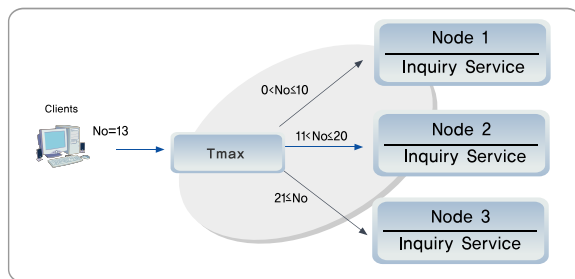 Node 1
Inquiry Service
0<No≤10
Clients
No=13
Tmax
11<No≤20
Node 2
Inquiry Service
21≤No
Node 3
Inquiry Service